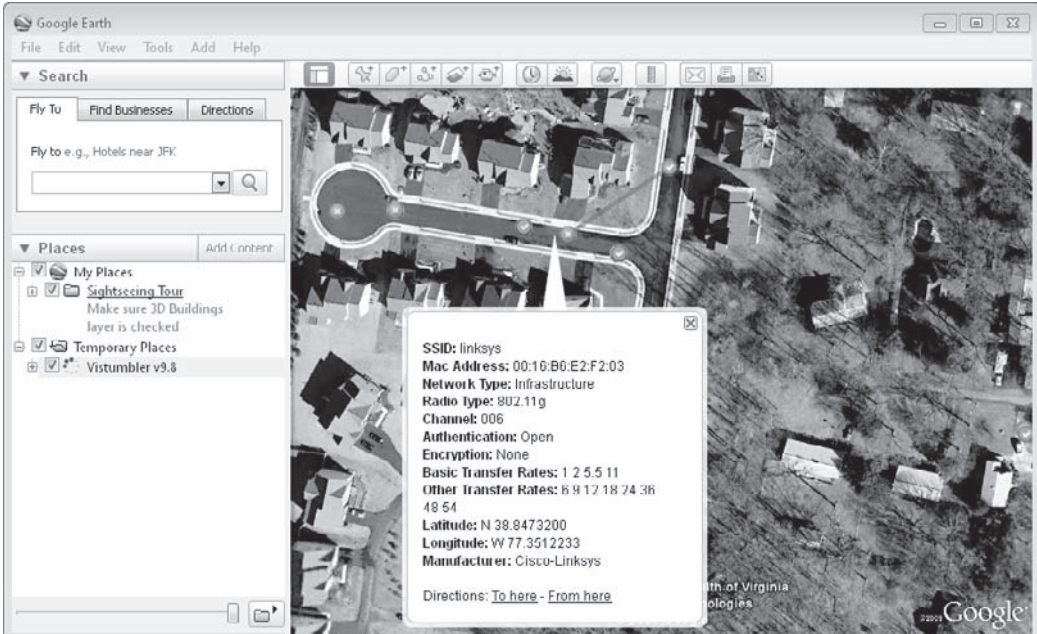 Google Earth
File Edit View Tools Add Help
Search
Fly To
Find Businesses
Directions
Fly to e.g., Hotels near JFK
Places
Add Content
My Places
Sightseeing Tour
Make sure 3D Buildings
layer is checked
Temporary Places
Vistumbler v9.8
SSID: linksys
Mac Address: 00:16:B6:E2:F2:03
Network Type: Infrastructure
Radio Type: 802.11g
Channel: 006
Authentication: Open
Encryption: None
Basic Transfer Rates: 1 2 5.5 11
Other Transfer Rates: 6 9 12 18 24 36
48 54
Latitude: N 38.8473200
Longitude: W 77.3512233
Manufacturer: Cisco-Linksys
Directions: To here - From here
of Virginia
Google